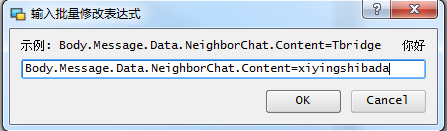 输入批量修改表达式
示例: Body.Message.Data.NeighborChat.Content=Tbridge 你好
Body.Message.Data.NeighborChat.Content=xiyingshibada
OK Cancel